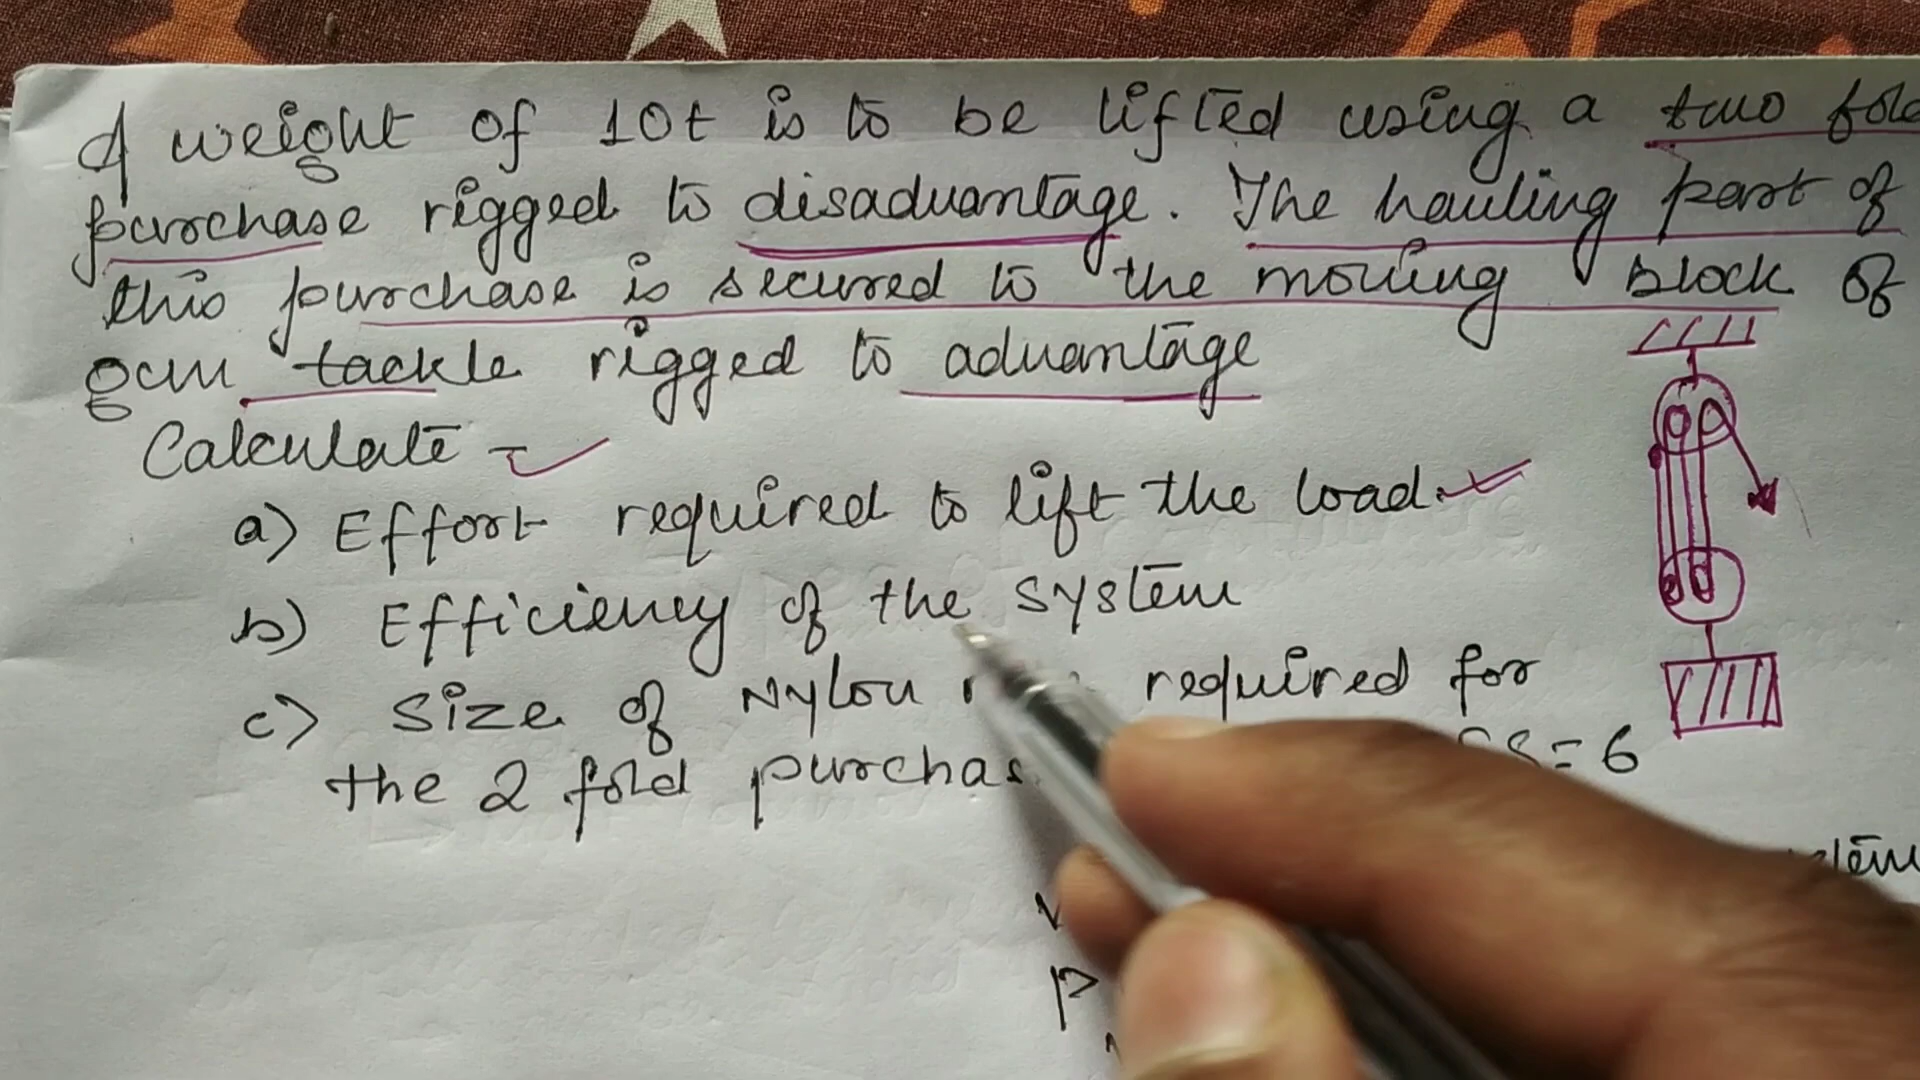 A weight of 10t is to be lifted using a two fold
purchase rigged to disadvantage. The hauling part of
this purchase is secured to the moving block of
gun tackle rigged to advantage
Calculate -
a) Effort required to lift the load.
b) Efficiency of the system
c) size of Nylon required for
the 2 fold purchas = 6
P